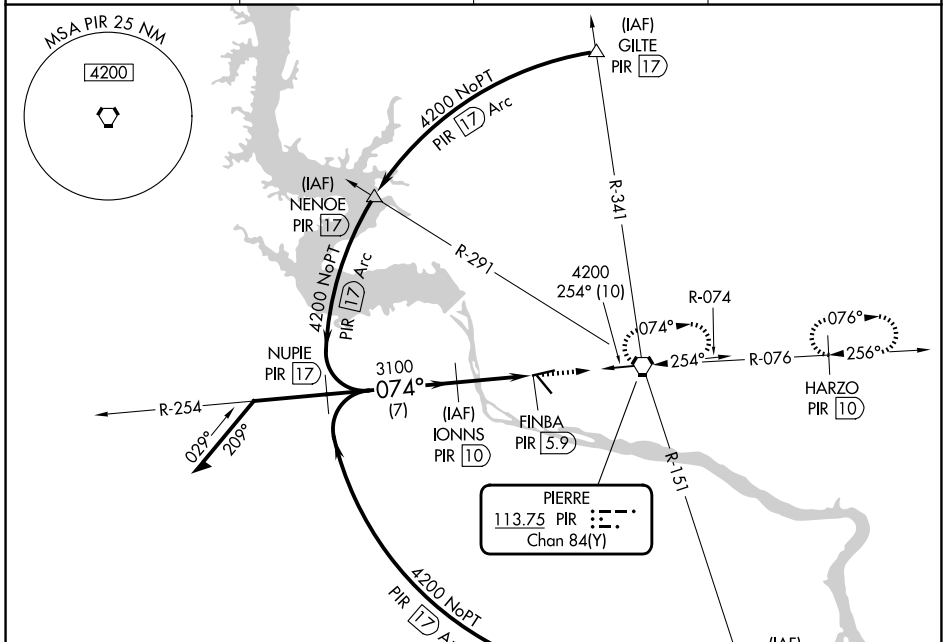 MSA PIR 25 NM
4200
(IAF)
GILTE
PIR 17
4200 NoPT
PIR 17 Arc
(IAF)
NENOE
PIR 17
R-341
R-291
4200 NoPT
PIR 17 Arc
4200
254° (10)
R-074
074°
254°
R-076
076°
256°
HARZO
PIR 10
NUPIE
PIR 17
3100
074°
(7)
R-254
029°
209°
(IAF)
IONNS
PIR 10
FINBA
PIR 5.9
R-151
PIERRE
113.75 PIR
Chan 84(Y)
4200 NoPT
PIR 17 Arc
(IAF)